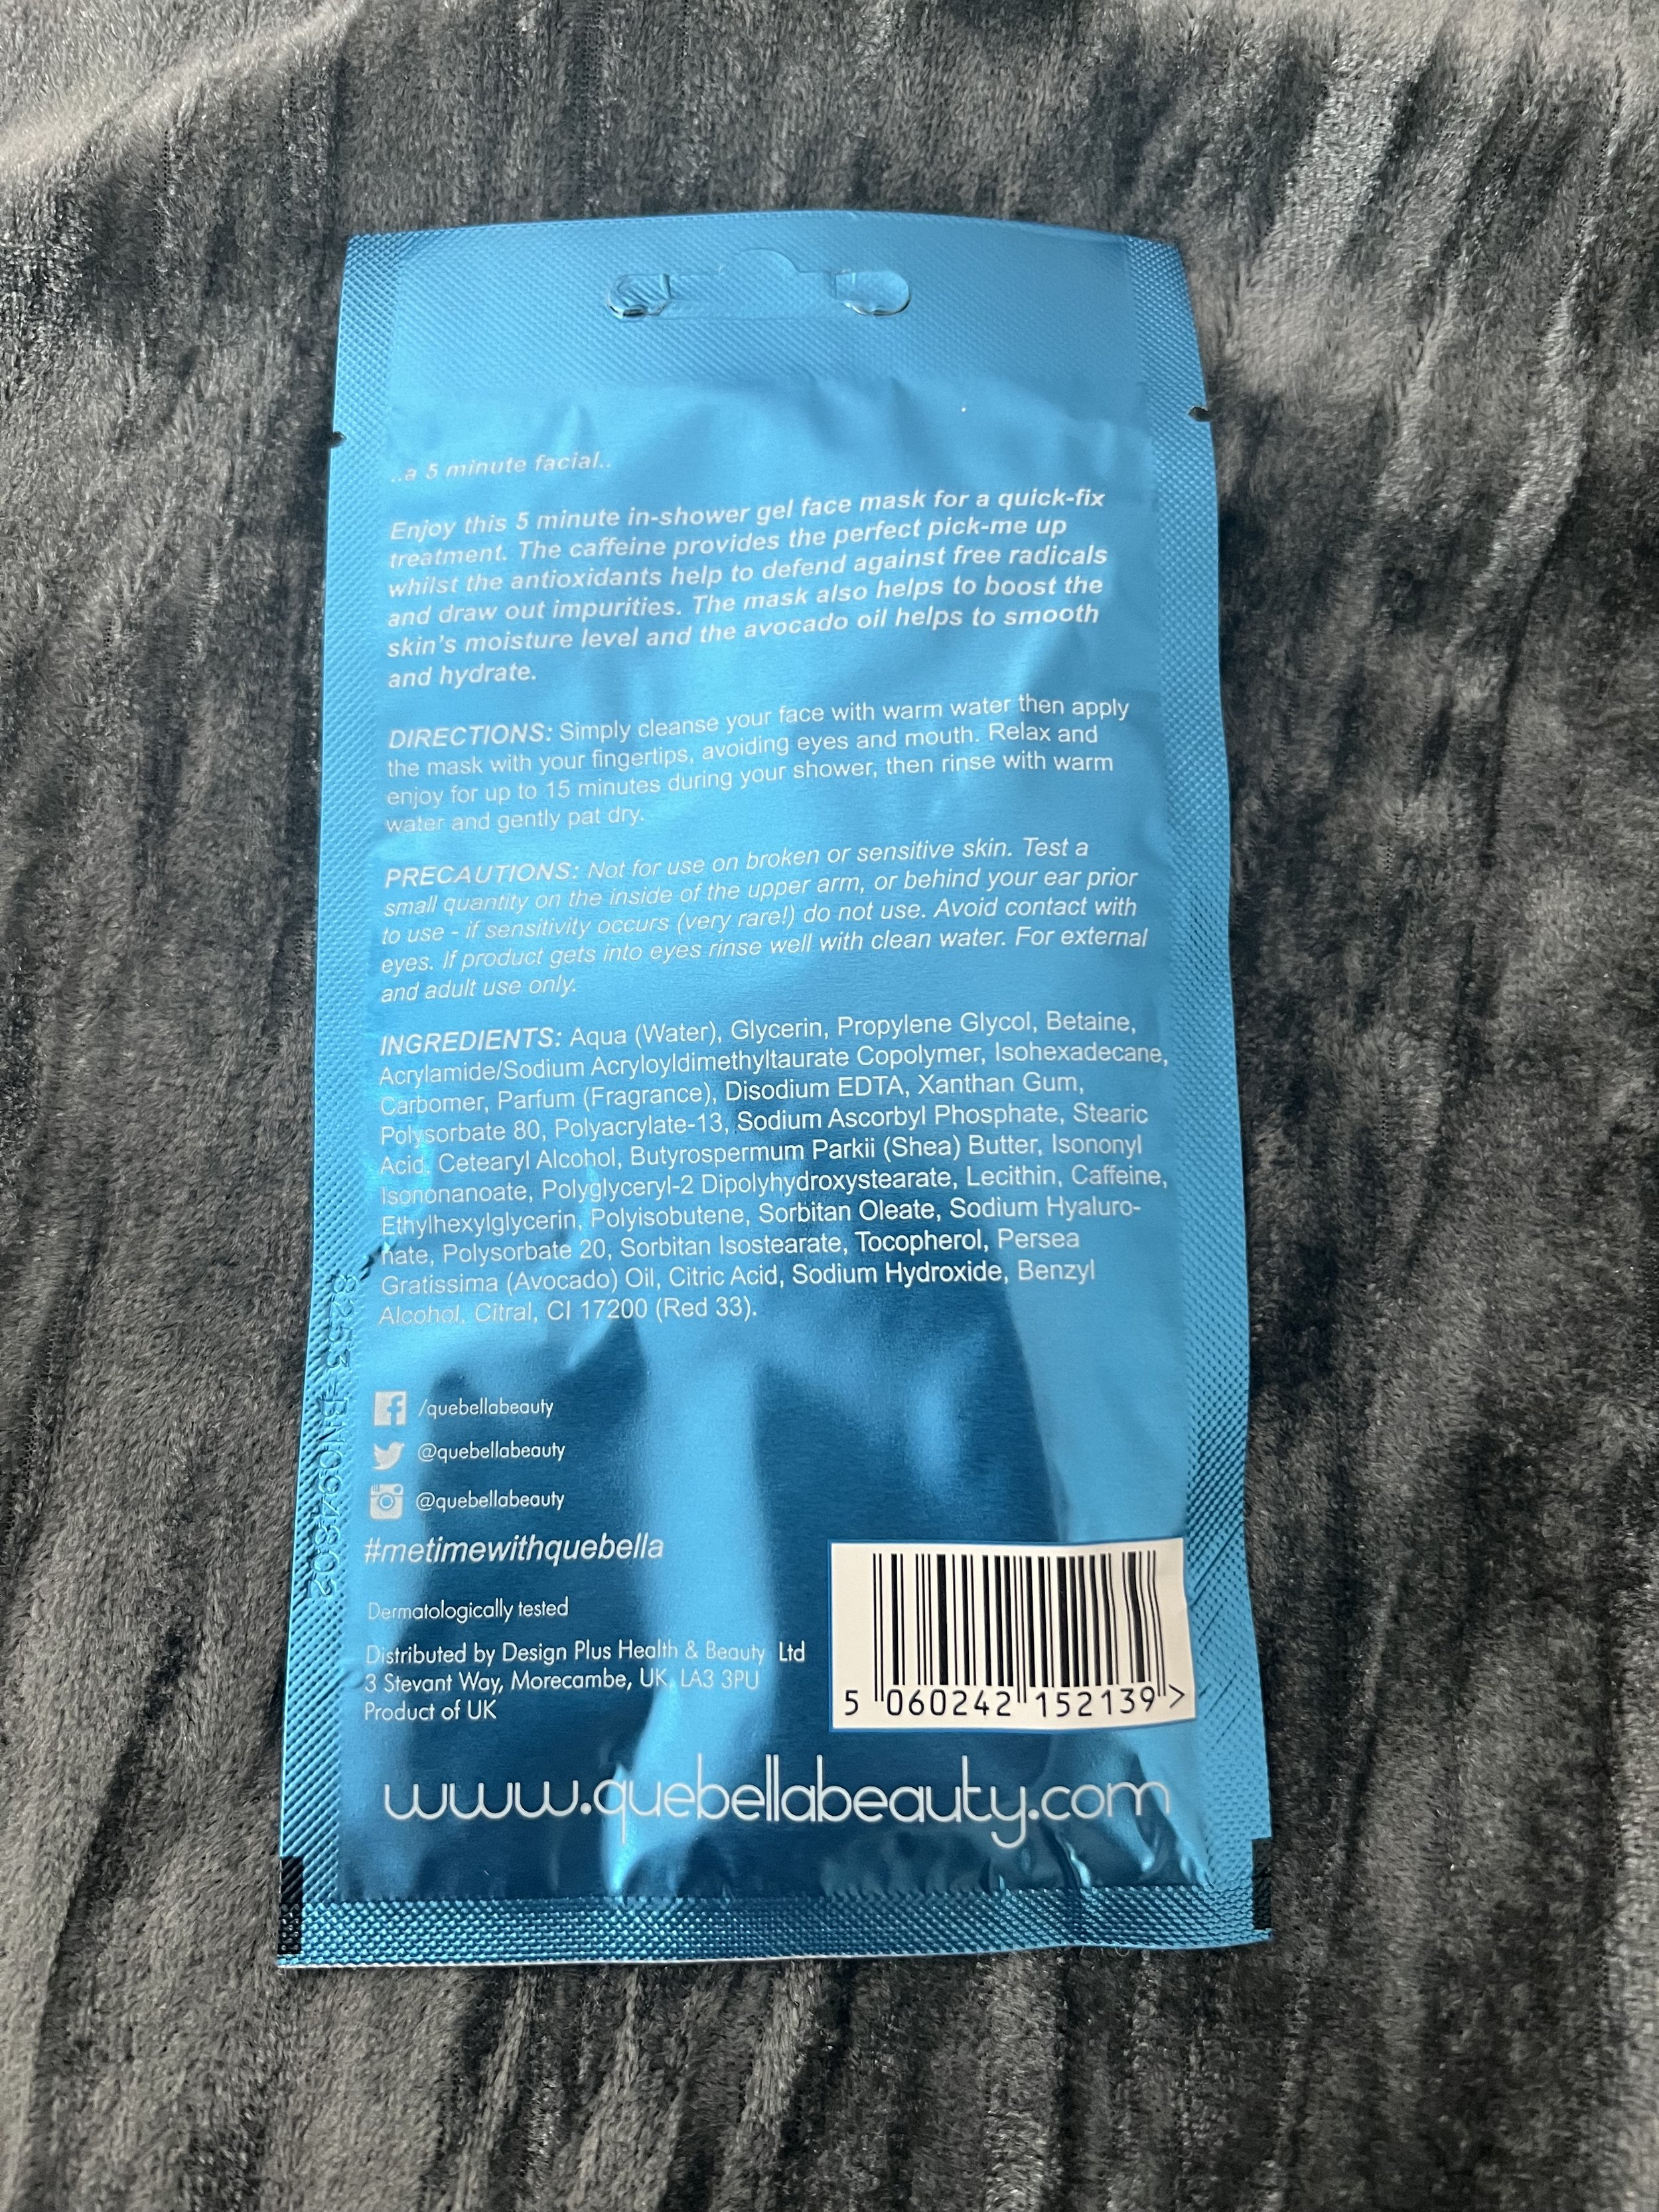 ..a 5 minute facial..
Enjoy this 5 minute in-shower gel face mask for a quick-fix
treatment. The caffeine provides the perfect pick-me up
whilst the antioxidants help to defend against free radicals
and draw out impurities. The mask also helps to boost the
skin's moisture level and the avocado oil helps to smooth
and hydrate.
DIRECTIONS: Simply cleanse your face with warm water then apply
the mask with your fingertips, avoiding eyes and mouth. Relax and
enjoy for up to 15 minutes during your shower, then rinse with warm
water and gently pat dry.
PRECAUTIONS: Not for use on broken or sensitive skin. Test a
small quantity on the inside of the upper arm, or behind your ear prior
to use - if sensitivity occurs (very rare!) do not use. Avoid contact with
eyes. If product gets into eyes rinse well with clean water. For external
and adult use only.
INGREDIENTS: Aqua (Water), Glycerin, Propylene Glycol, Betaine,
Acrylamide/Sodium Acryloyldimethyltaurate Copolymer, Isohexadecane,
Carbomer, Parfum (Fragrance), Disodium EDTA, Xanthan Gum,
Polysorbate 80, Polyacrylate-13, Sodium Ascorbyl Phosphate, Stearic
Acid, Cetearyl Alcohol, Butyrospermum Parkii (Shea) Butter, Isononyl
Isononanoate, Polyglyceryl-2 Dipolyhydroxystearate, Lecithin, Caffeine,
Ethylhexylglycerin, Polyisobutene, Sorbitan Oleate, Sodium Hyaluro-
nate, Polysorbate 20, Sorbitan Isostearate, Tocopherol, Persea
Gratissima (Avocado) Oil, Citric Acid, Sodium Hydroxide, Benzyl
Alcohol, Citral, CI 17200 (Red 33).
/quebellabeauty
@quebellabeauty
@quebellabeauty
#metimewithquebella
Dermatologically tested
Distributed by Design Plus Health & Beauty Ltd
3 Stevant Way, Morecambe, UK, LA3 3PU
Product of UK
5 060242 152139 >
www.quebellabeauty.com